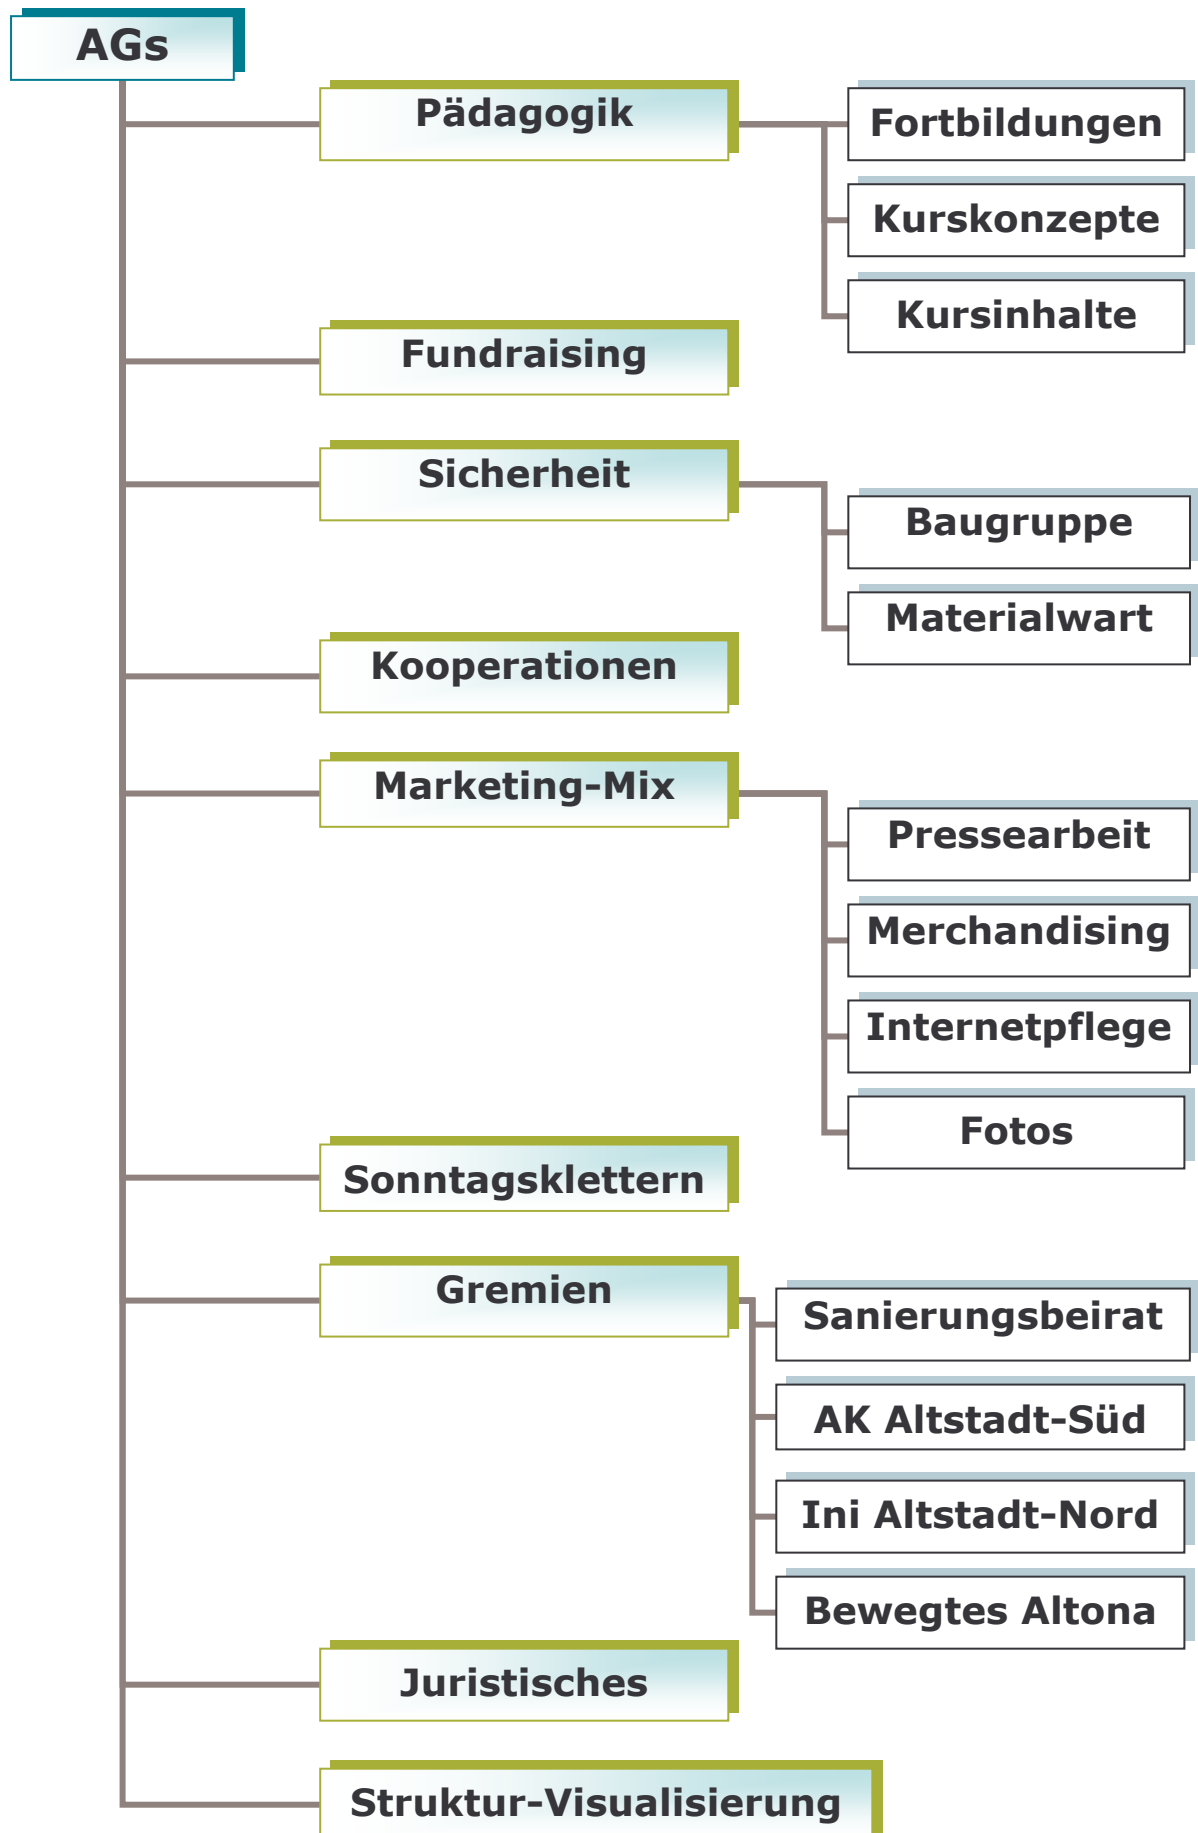 AGs
Pädagogik
Fortbildungen
Kurskonzepte
Kursinhalte
Fundraising
Sicherheit
Baugruppe
Materialwart
Kooperationen
Marketing-Mix
Pressearbeit
Merchandising
Internetpflege
Fotos
Sonntagsklettern
Gremien
Sanierungsbeirat
AK Altstadt-Süd
Ini Altstadt-Nord
Bewegtes Altona
Juristisches
Struktur-Visualisierung